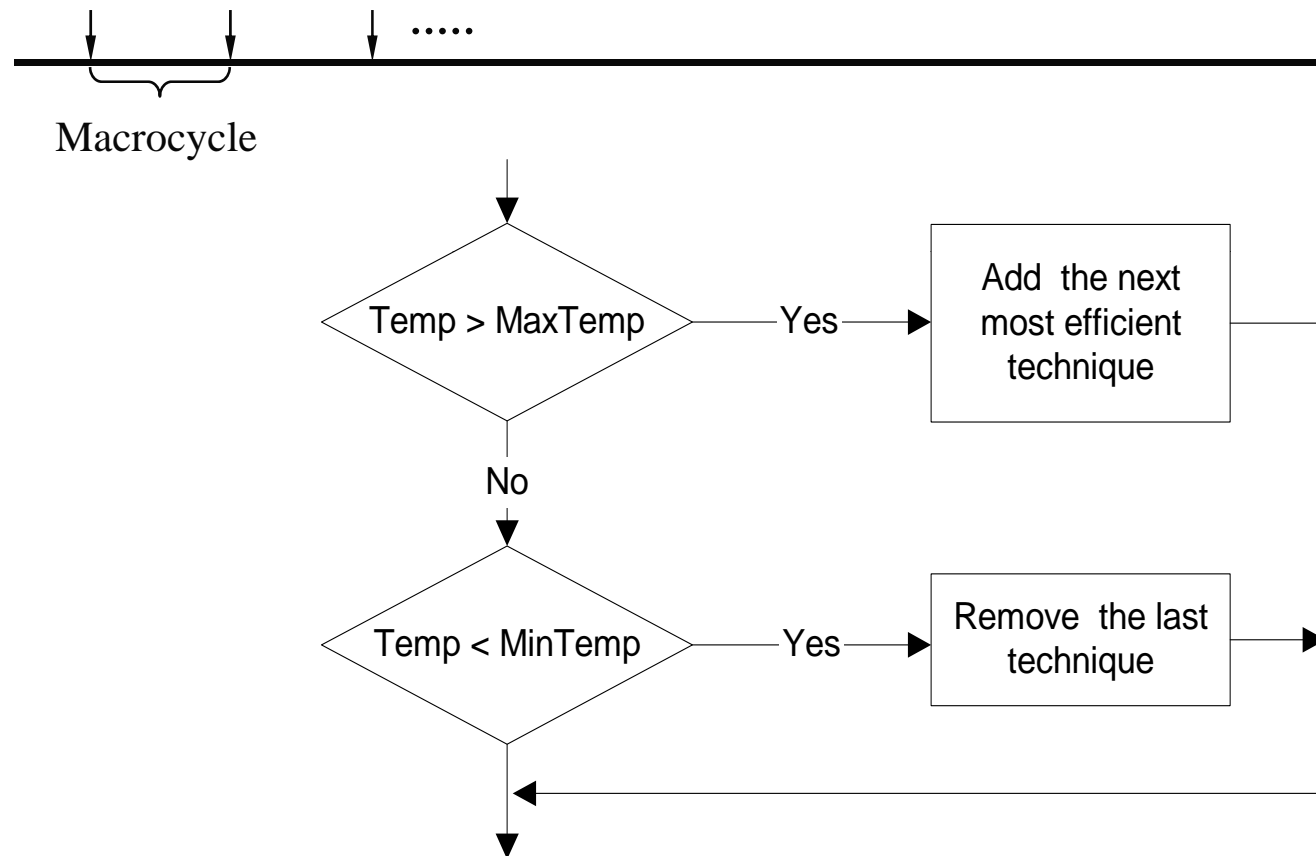 .....
Macrocycle
Temp > MaxTemp
Yes
Add the next
most efficient
technique
No
Temp < MinTemp
Yes
Remove the last
technique